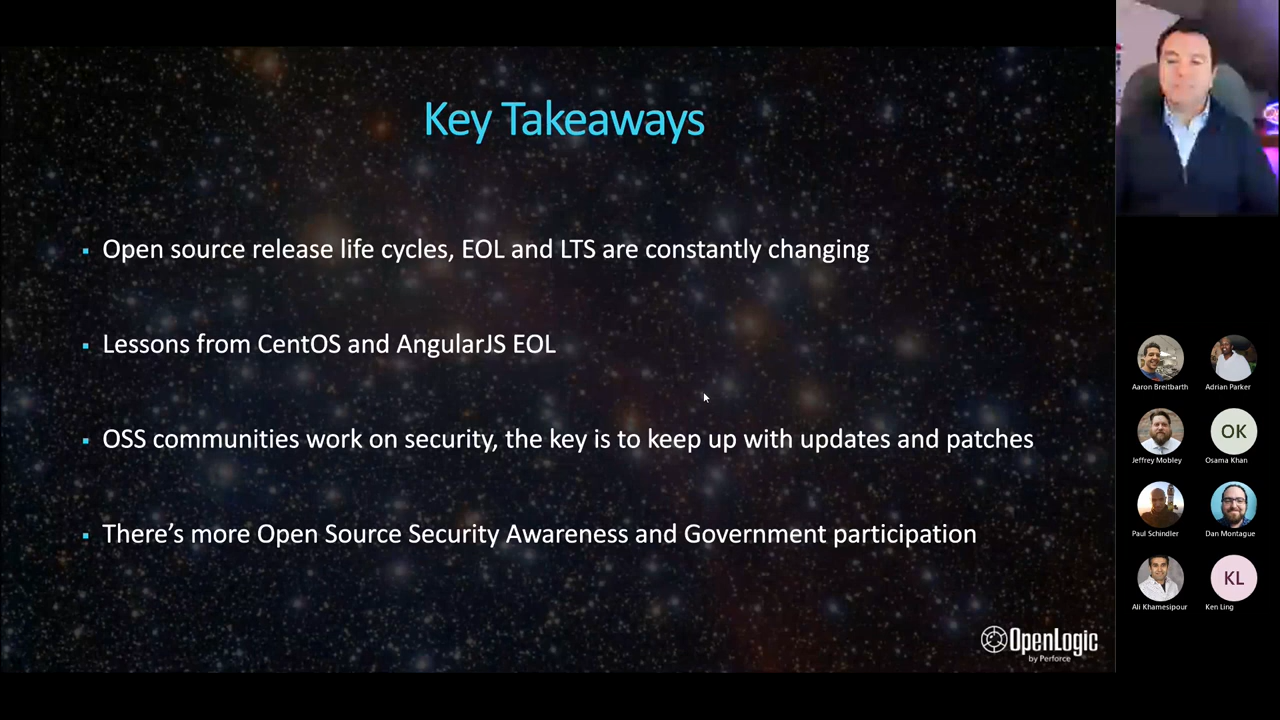 Key Takeaways
Open source release life cycles, EOL and LTS are constantly changing
Lessons from CentOS and AngularJS EOL
OSS communities work on security, the key is to keep up with updates and patches
There's more Open Source Security Awareness and Government participation
OpenLogic
by Perforce
Aaron Breitbarth
Adrian Parker
Jeffrey Mobley
OK
Osama Khan
Paul Schindler
Dan Montague
Ali Khamesipour
KL
Ken Ling